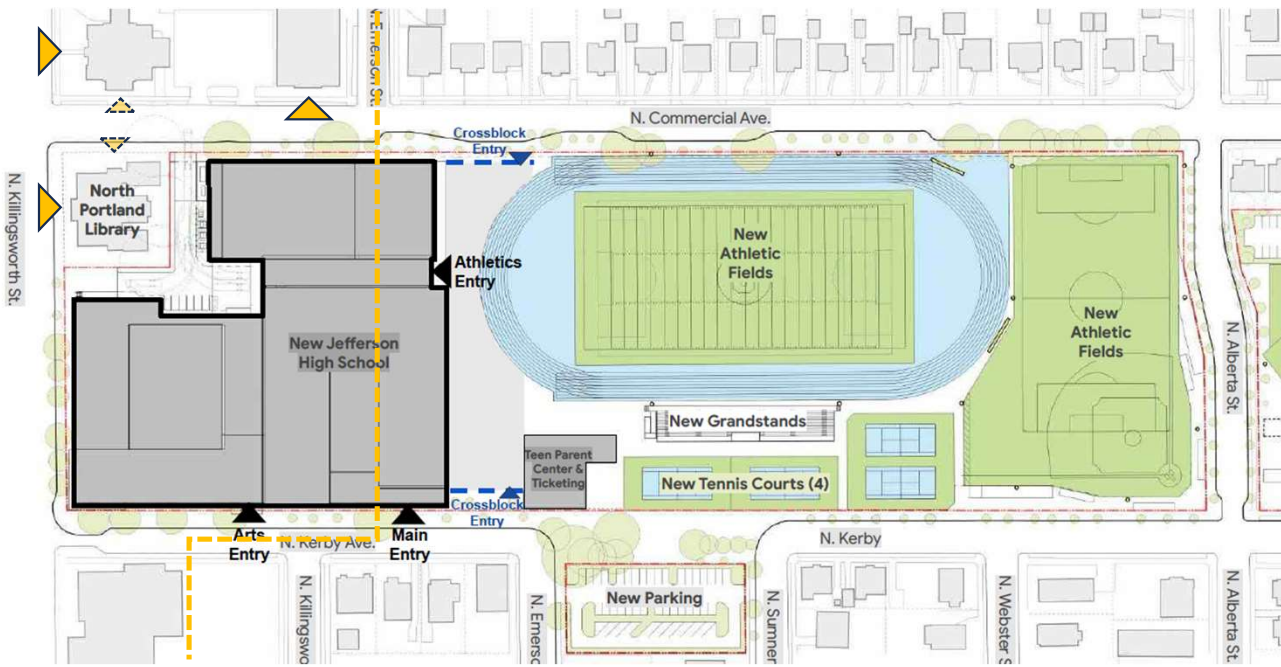 N. Emerson St.
N. Commercial Ave.
Crossblock
Entry
N. Killingsworth St.
North
Portland
Library
Athletics
Entry
New
Athletic
Fields
New
Athletic
Fields
New Jefferson
High School
N. Alberta St.
New Grandstands
Teen Parent
Center &
Ticketing
New Tennis Courts (4)
Crossblock
Entry
Arts
Entry
N. Kerby Ave.
Main
Entry
N. Kerby
N. Killingswo
N. Emerso
New Parking
N. Sumner
N. Webster S
N. Alberta St.